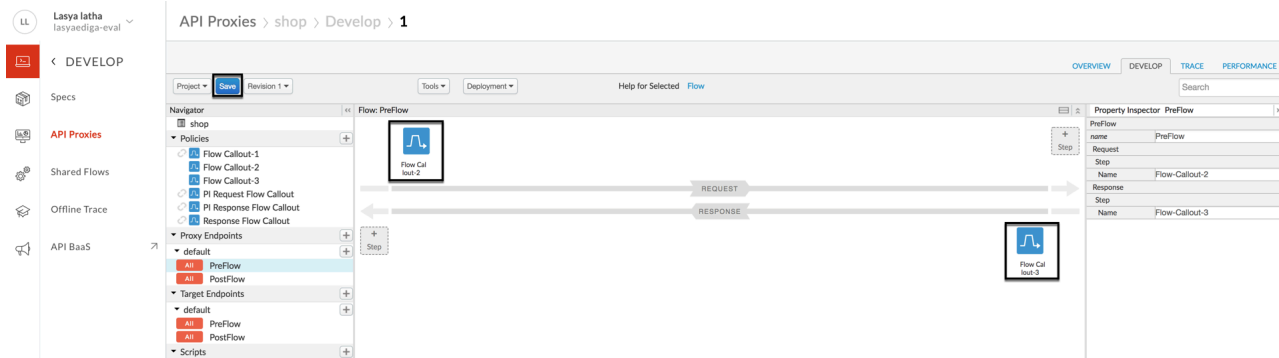 LL
Lasya latha
lasyaediga-eval
API Proxies > shop > Develop > 1
DEVELOP
Specs
API Proxies
Shared Flows
Offline Trace
API BaaS
OVERVIEW DEVELOP TRACE PERFORMANCE
Project Save Revision 1 Tools Deployment Help for Selected Flow Search
Navigator
shop
Policies
Flow Callout-1
Flow Callout-2
Flow Callout-3
PI Request Flow Callout
PI Response Flow Callout
Response Flow Callout
Proxy Endpoints
default
All PreFlow
All PostFlow
Target Endpoints
default
All PreFlow
All PostFlow
Scripts
Flow: PreFlow
Flow Cal
lout-2
+
Step
REQUEST
RESPONSE
+
Step
Flow Cal
lout-3
Property Inspector PreFlow
PreFlow
name PreFlow
Request
Step
Name Flow-Callout-2
Response
Step
Name Flow-Callout-3